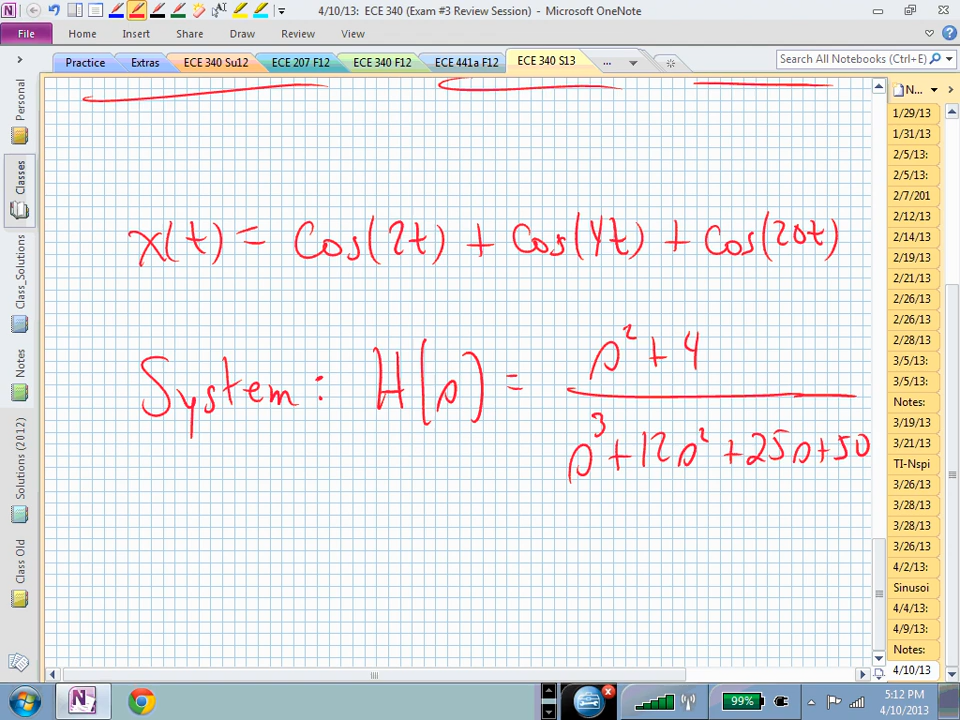 4/10/13: ECE 340 (Exam #3 Review Session) - Microsoft OneNote
File Home Insert Share Draw Review View
Practice Extras ECE 340 Su12 ECE 207 F12 ECE 340 F12 ECE 441a F12 ECE 340 S13 ... Search All Notebooks (Ctrl+E)
Personal
Classes
Class_Solutions
Notes
Solutions (2012)
Class Old
x(t) = Cos(2t) + Cos(4t) + Cos(20t)
System: H(s) = 
s² + 4
s³ + 12s² + 25s + 50
N...
1/29/13
1/31/13
2/5/13:
2/5/13:
2/7/201
2/12/13
2/14/13
2/19/13
2/21/13
2/26/13
2/26/13
2/28/13
3/5/13:
3/5/13:
Notes:
3/19/13
3/21/13
TI-Nspi
3/26/13
3/28/13
3/28/13
3/26/13
4/2/13:
Sinusoi
4/4/13:
4/9/13:
Notes:
4/10/13
99%
5:12 PM
4/10/2013